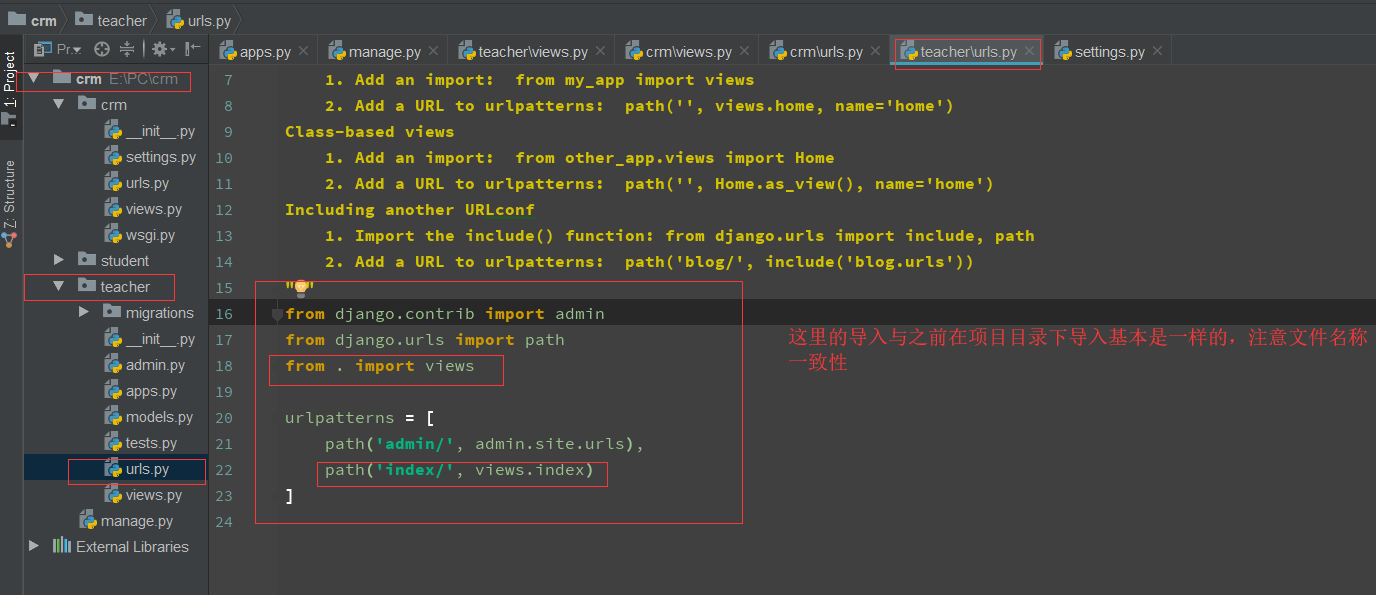 crm teacher urls.py
Pr...
apps.py manage.py teacher\views.py crm\views.py crm\urls.py teacher\urls.py settings.py
1: Project
7: Structure
crm E:\PC\crm
crm
__init__.py
settings.py
urls.py
views.py
wsgi.py
student
teacher
migrations
__init__.py
admin.py
apps.py
models.py
tests.py
urls.py
views.py
manage.py
External Libraries
7 1. Add an import:  from my_app import views
8 2. Add a URL to urlpatterns:  path('', views.home, name='home')
9 Class-based views
10 1. Add an import:  from other_app.views import Home
11 2. Add a URL to urlpatterns:  path('', Home.as_view(), name='home')
12 Including another URLconf
13 1. Import the include() function: from django.urls import include, path
14 2. Add a URL to urlpatterns:  path('blog/', include('blog.urls'))
15 " "
16 from django.contrib import admin
17 from django.urls import path
18 from . import views
19
20 urlpatterns = [
21 path('admin/', admin.site.urls),
22 path('index/', views.index)
23 ]
24
这里的导入与之前在项目目录下导入基本是一样的，注意文件名称
一致性